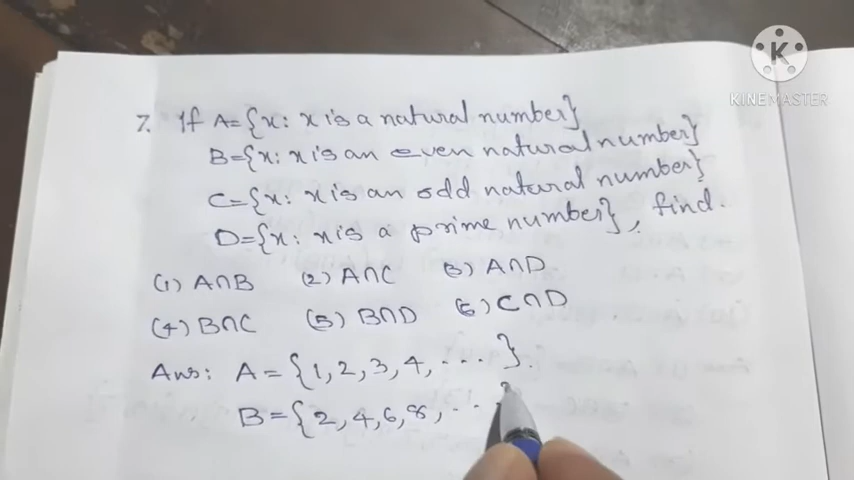 7. If A={x: x is a natural number}
B={x: x is an even natural number}
C={x: x is an odd natural number}
D={x: x is a prime number}, find.
(1) A∩B (2) A∩C (3) A∩D
(4) B∩C (5) B∩D (6) C∩D
Ans: A={1,2,3,4,....}.
B={2,4,6,8,...
K
KINEMASTER